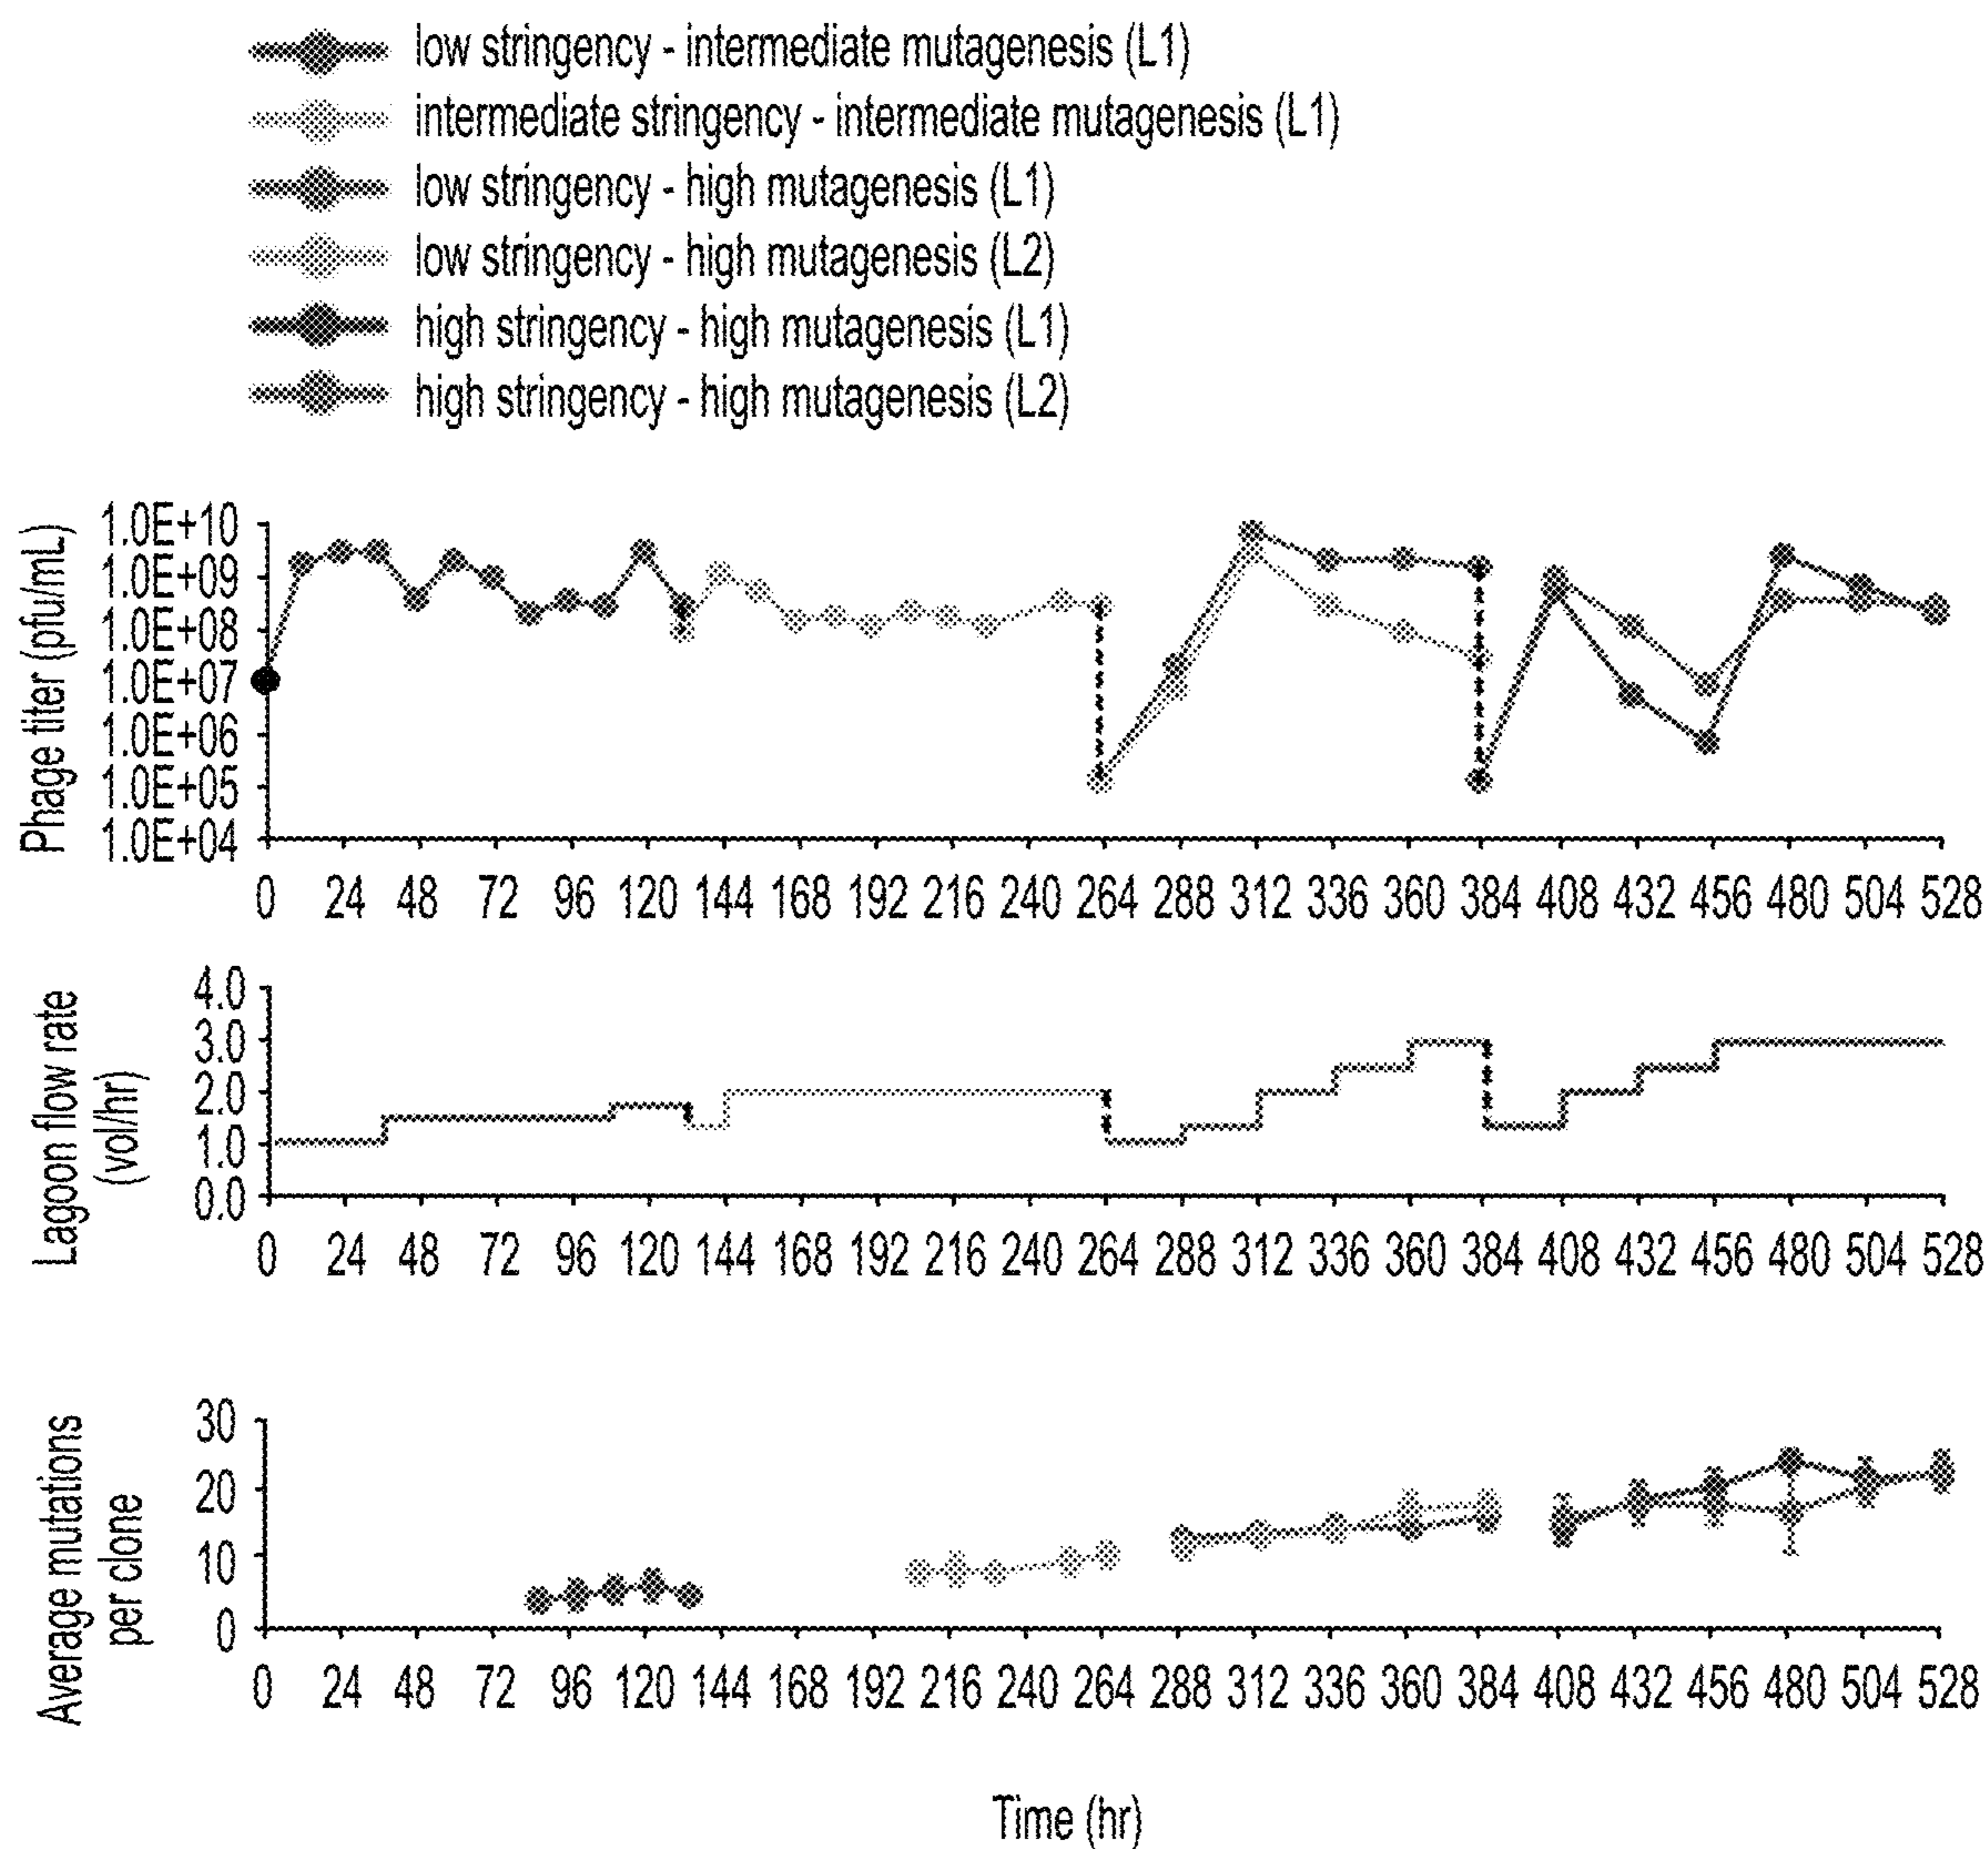 low stringency - intermediate mutagenesis (L1)
intermediate stringency - intermediate mutagenesis (L1)
low stringency - high mutagenesis (L1)
low stringency - high mutagenesis (L2)
high stringency - high mutagenesis (L1)
high stringency - high mutagenesis (L2)
Phage titer (pfu/mL)
1.0E+10
1.0E+09
1.0E+08
1.0E+07
1.0E+06
1.0E+05
1.0E+04
0 24 48 72 96 120 144 168 192 216 240 264 288 312 336 360 384 408 432 456 480 504 528
Lagoon flow rate
(vol/hr)
4.0
3.0
2.0
1.0
0.0
0 24 48 72 96 120 144 168 192 216 240 264 288 312 336 360 384 408 432 456 480 504 528
Average mutations
per clone
30
20
10
0
0 24 48 72 96 120 144 168 192 216 240 264 288 312 336 360 384 408 432 456 480 504 528
Time (hr)